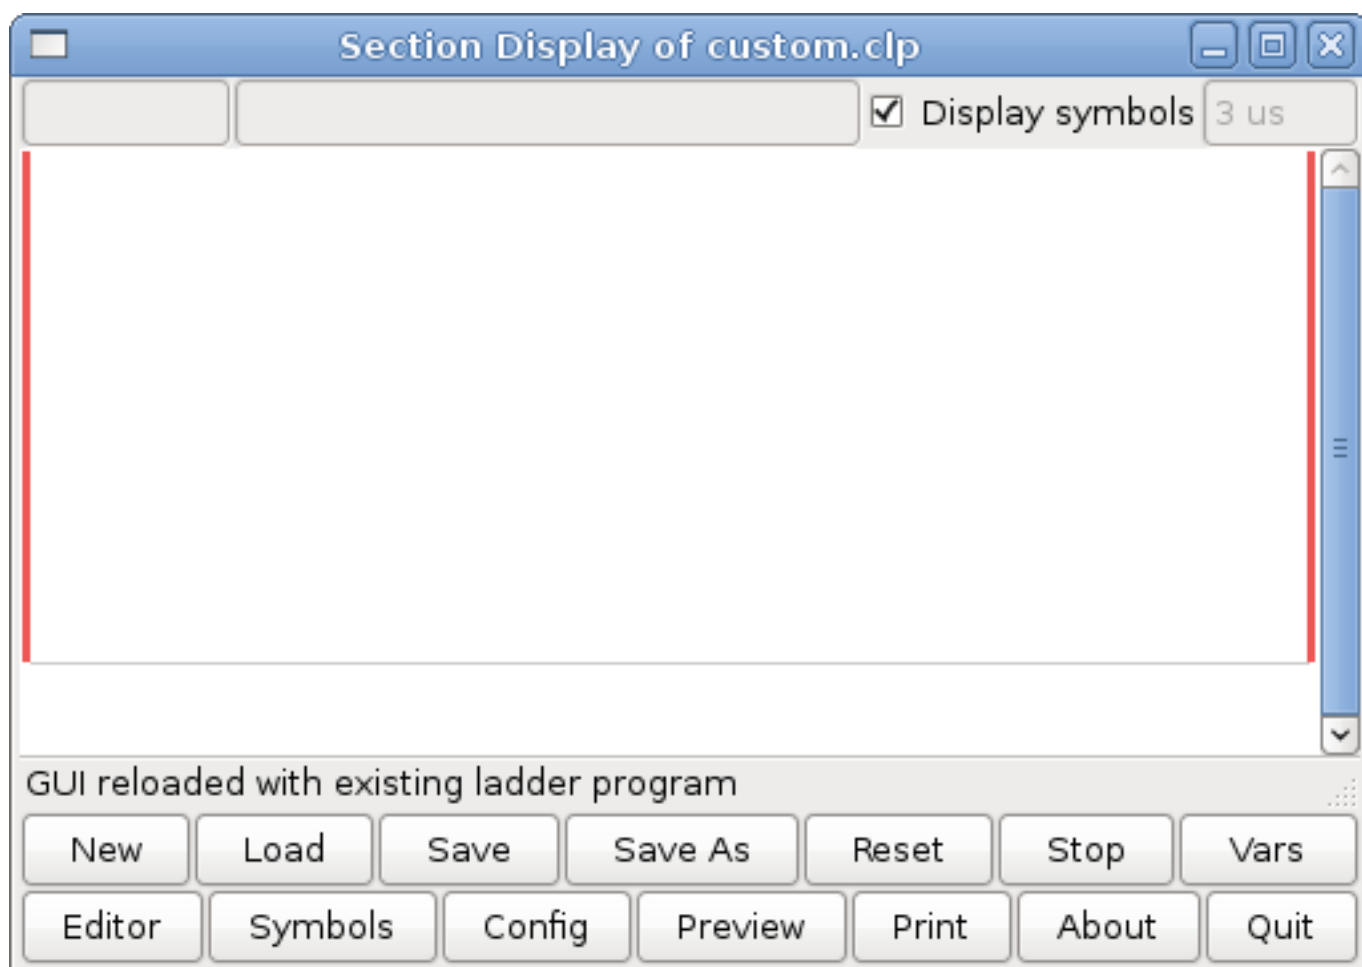 Section Display of custom.clp
Display symbols 3 us
GUI reloaded with existing ladder program
New Load Save Save As Reset Stop Vars
Editor Symbols Config Preview Print About Quit